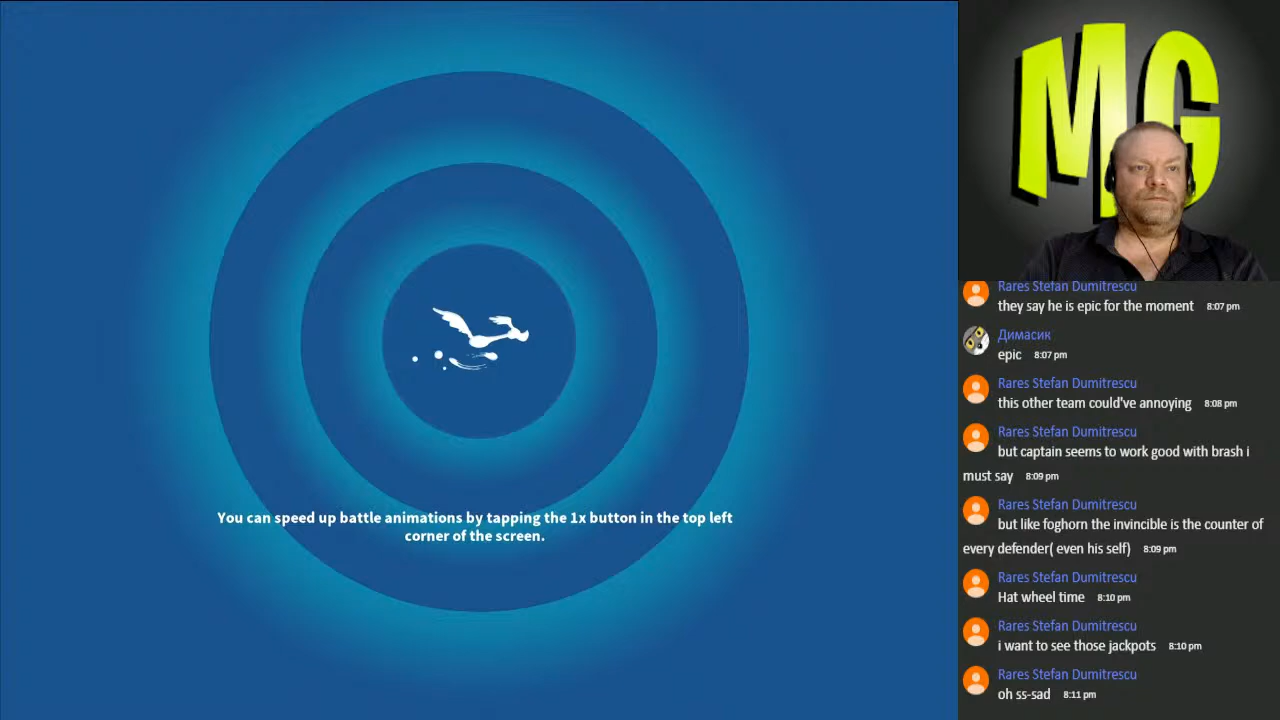 You can speed up battle animations by tapping the 1x button in the top left
corner of the screen.
MG
Rares Stefan Dumitrescu
they say he is epic for the moment 8:07 pm
Димасик
epic 8:07 pm
Rares Stefan Dumitrescu
this other team could've annoying 8:08 pm
Rares Stefan Dumitrescu
but captain seems to work good with brash i
must say 8:09 pm
Rares Stefan Dumitrescu
but like foghorn the invincible is the counter of
every defender( even his self) 8:09 pm
Rares Stefan Dumitrescu
Hat wheel time 8:10 pm
Rares Stefan Dumitrescu
i want to see those jackpots 8:10 pm
Rares Stefan Dumitrescu
oh ss-sad 8:11 pm